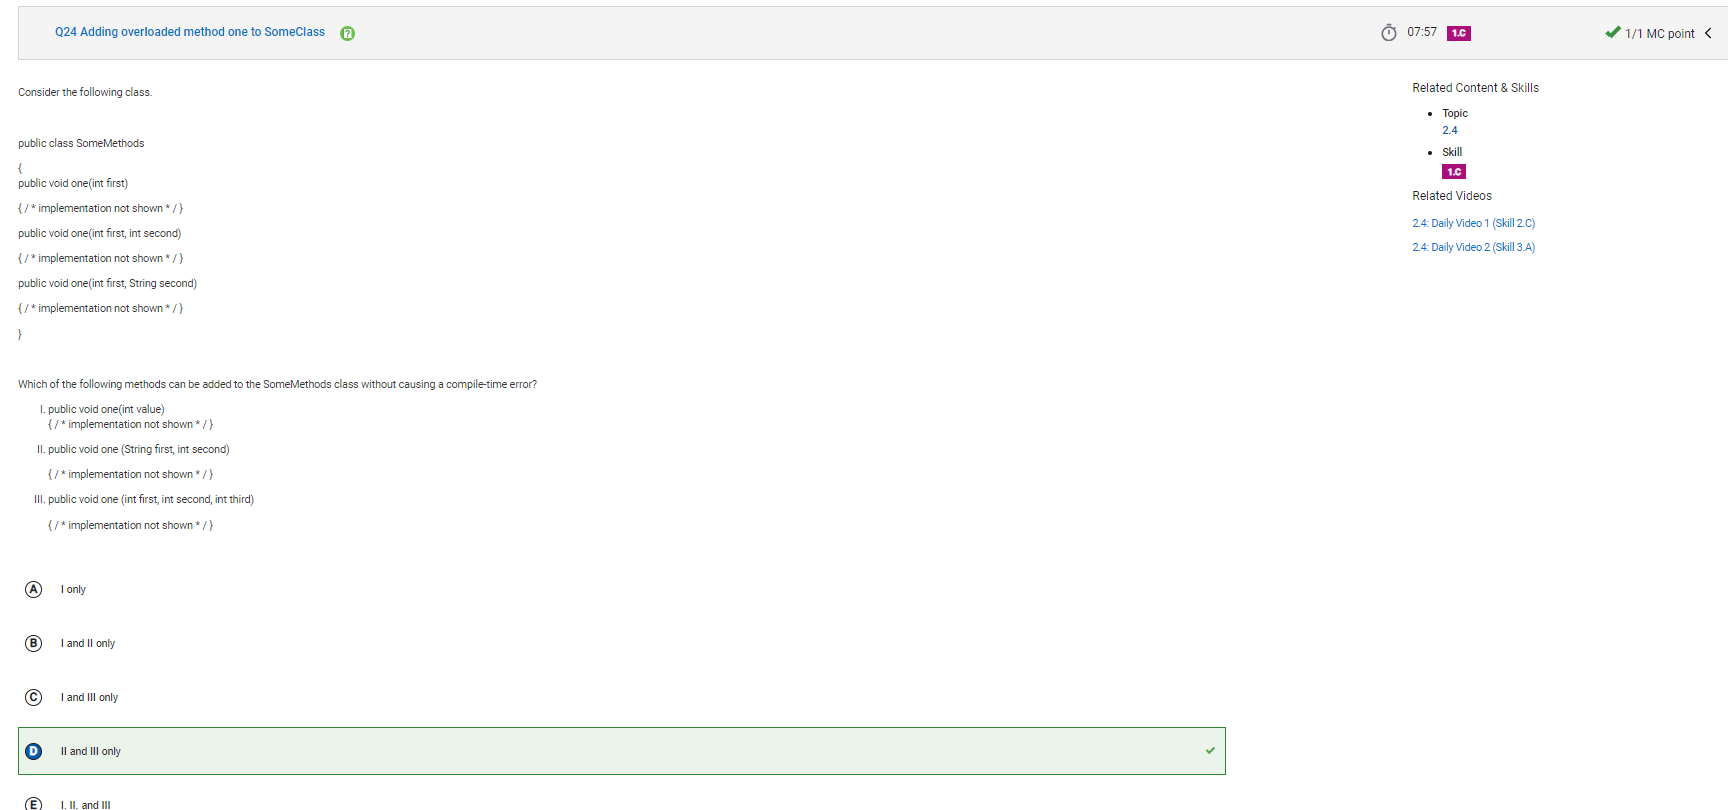 Q24 Adding overloaded method one to SomeClass
07:57 1.C
1/1 MC point
Consider the following class.
public class SomeMethods
{
public void one(int first)
{ / * implementation not shown * / }
public void one(int first, int second)
{ / * implementation not shown * / }
public void one(int first, String second)
{ / * implementation not shown * / }
}
Which of the following methods can be added to the SomeMethods class without causing a compile-time error?
I. public void one(int value)
{ / * implementation not shown * / }
II. public void one (String first, int second)
{ / * implementation not shown * / }
III. public void one (int first, int second, int third)
{ / * implementation not shown * / }
A I only
B I and II only
C I and III only
D II and III only
E I, II, and III
Related Content & Skills
Topic
2.4
Skill
1.C
Related Videos
2.4: Daily Video 1 (Skill 2.C)
2.4: Daily Video 2 (Skill 3.A)